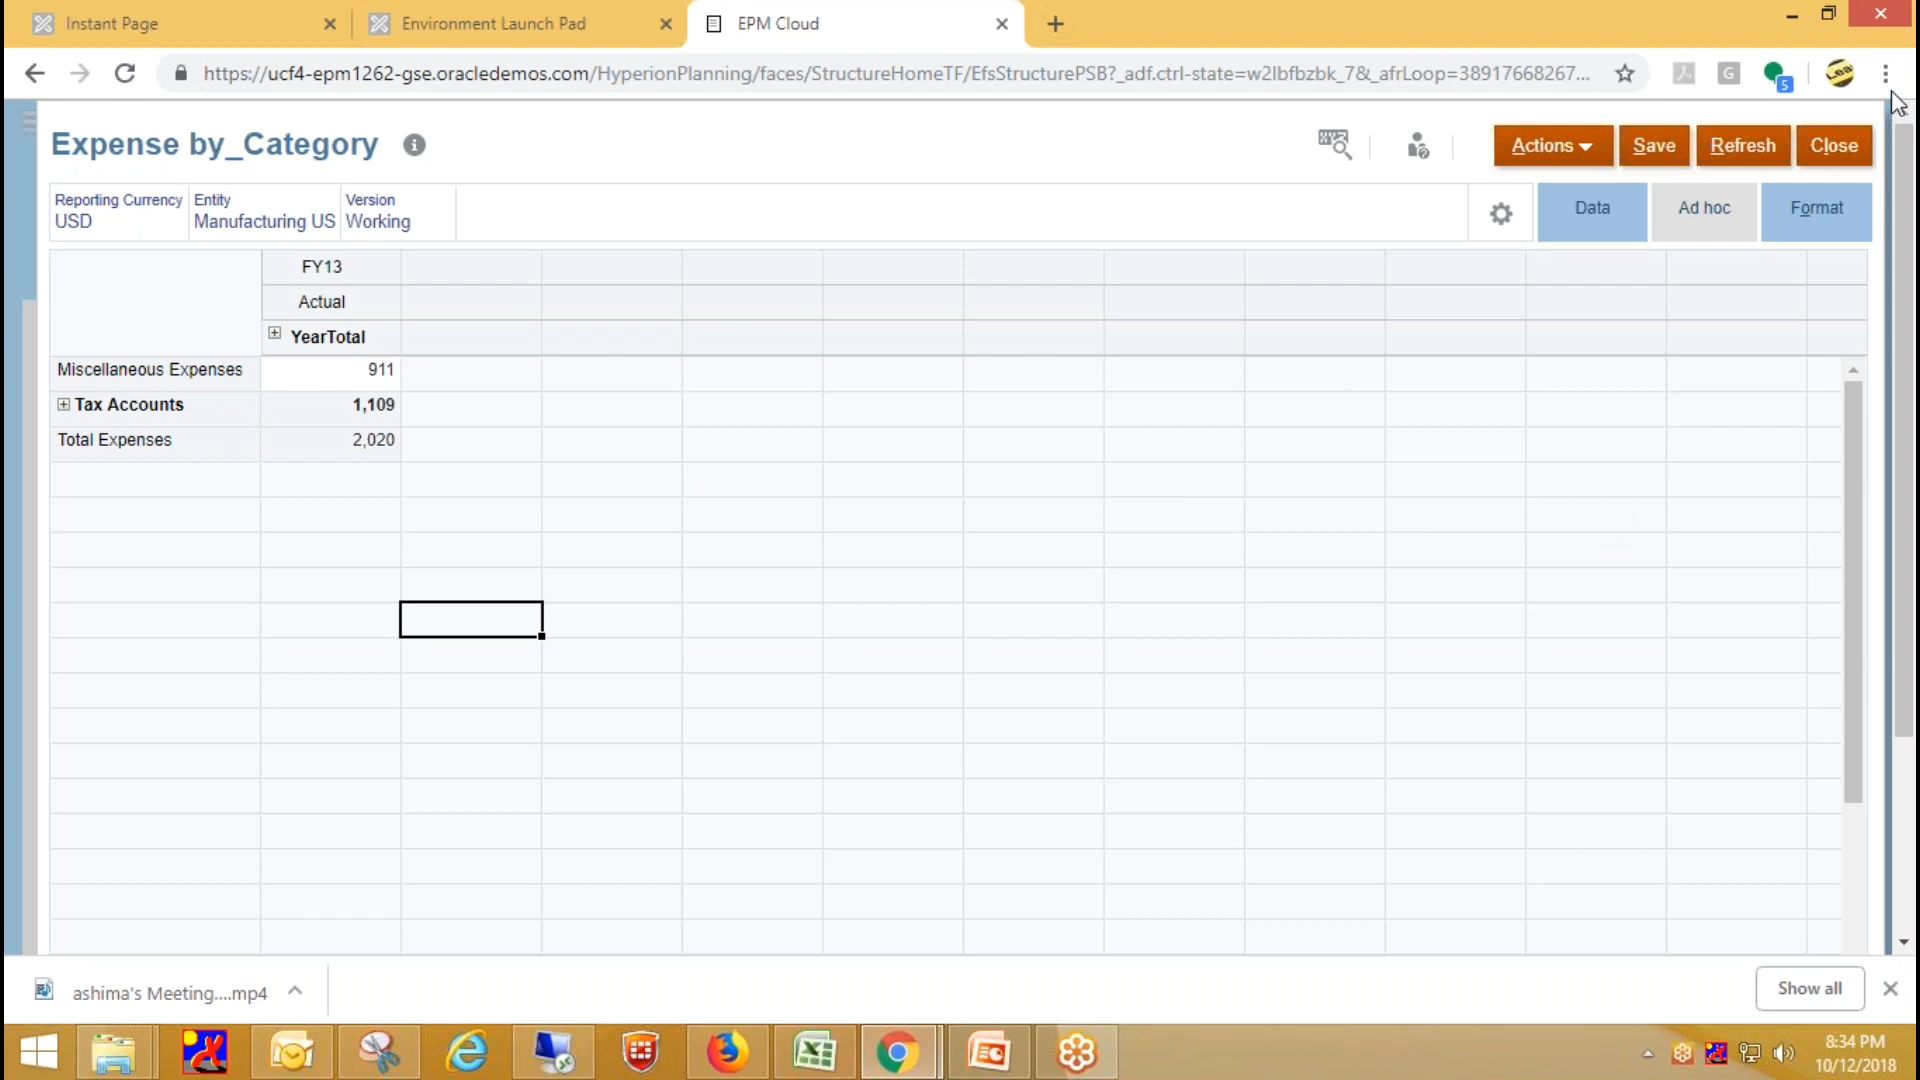 Instant Page
Environment Launch Pad
EPM Cloud
https://ucf4-epm1262-gse.oracledemos.com/HyperionPlanning/faces/StructureHomeTF/EfsStructurePSB?_adf.ctrl-state=w2lbfbzbk_7&_afrLoop=38917668267...
G
5
Expense by_Category
Actions
Save
Refresh
Close
Reporting Currency
USD
Entity
Manufacturing US
Version
Working
Data
Ad hoc
Format
FY13
Actual
YearTotal
Miscellaneous Expenses 911
Tax Accounts 1,109
Total Expenses 2,020
ashima's Meeting....mp4
Show all
8:34 PM
10/12/2018